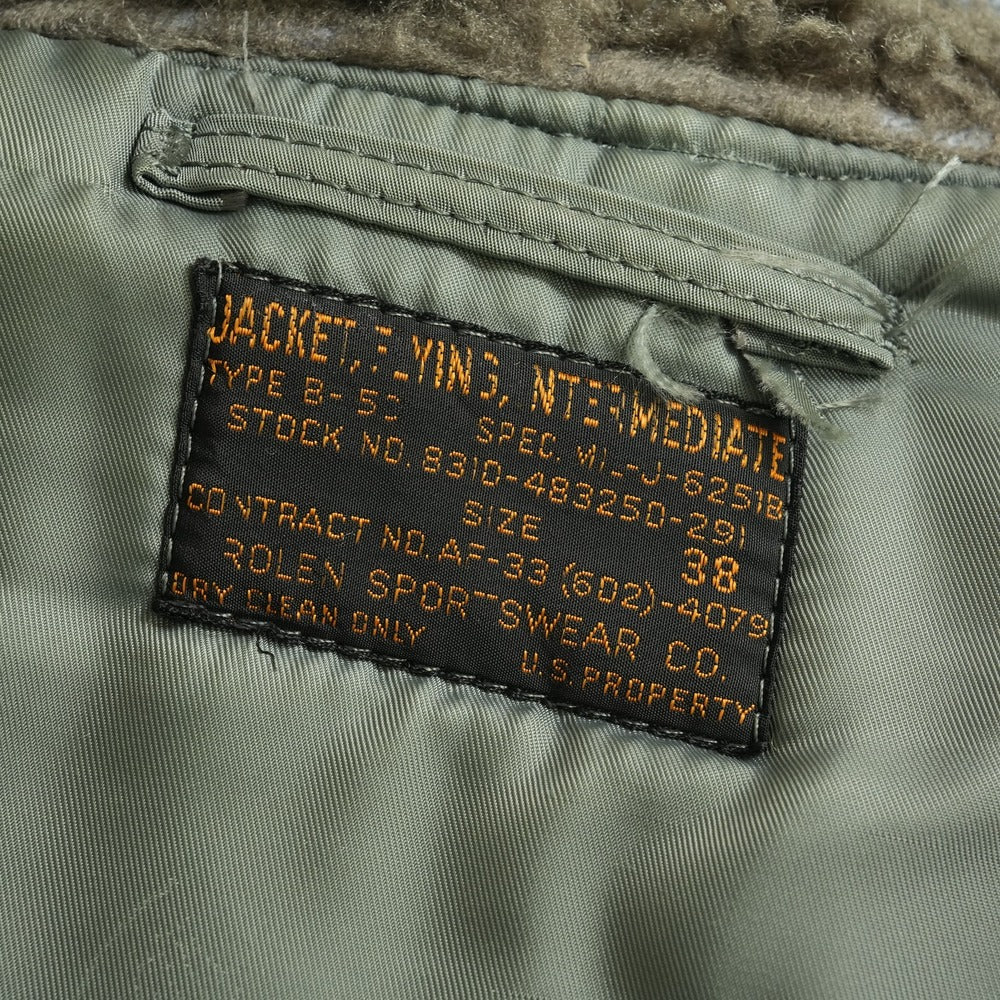 JACKET, FLYING, INTERMEDIATE
TYPE B-   SPEC. MIL-J-6251B
STOCK NO. 8310-483250-291
SIZE 38
CONTRACT NO. AF-33 (602)-4079
ROLEN SPORTSWEAR CO.
DRY CLEAN ONLY
U.S. PROPERTY